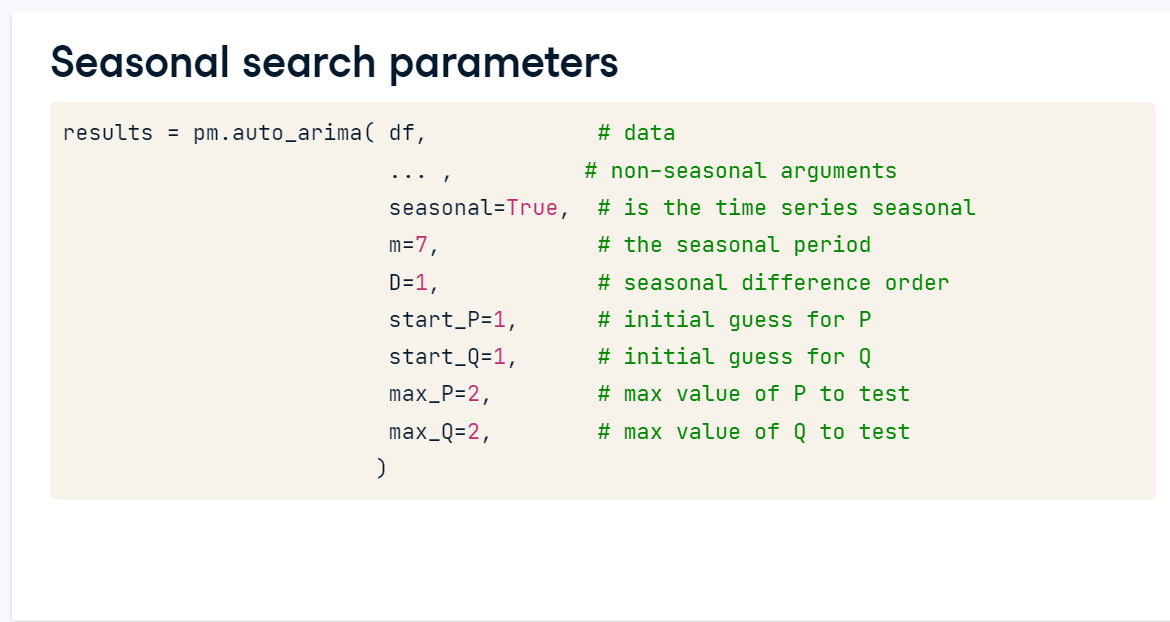 Seasonal search parameters
results = pm.auto_arima( df, # data
... , # non-seasonal arguments
seasonal=True, # is the time series seasonal
m=7, # the seasonal period
D=1, # seasonal difference order
start_P=1, # initial guess for P
start_Q=1, # initial guess for Q
max_P=2, # max value of P to test
max_Q=2, # max value of Q to test
)